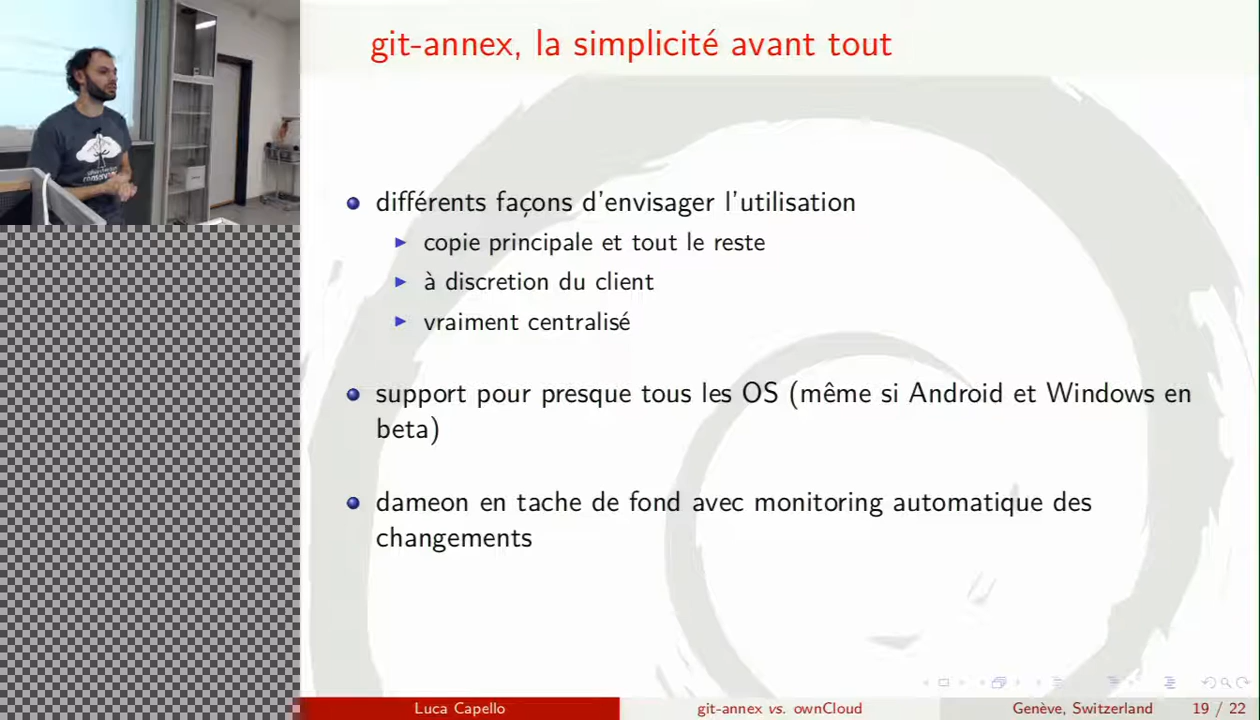 git-annex, la simplicité avant tout
différents façons d'envisager l'utilisation
copie principale et tout le reste
à discretion du client
vraiment centralisé
support pour presque tous les OS (même si Android et Windows en
beta)
dameon en tache de fond avec monitoring automatique des
changements
Luca Capello git-annex vs. ownCloud Genève, Switzerland 19 / 22